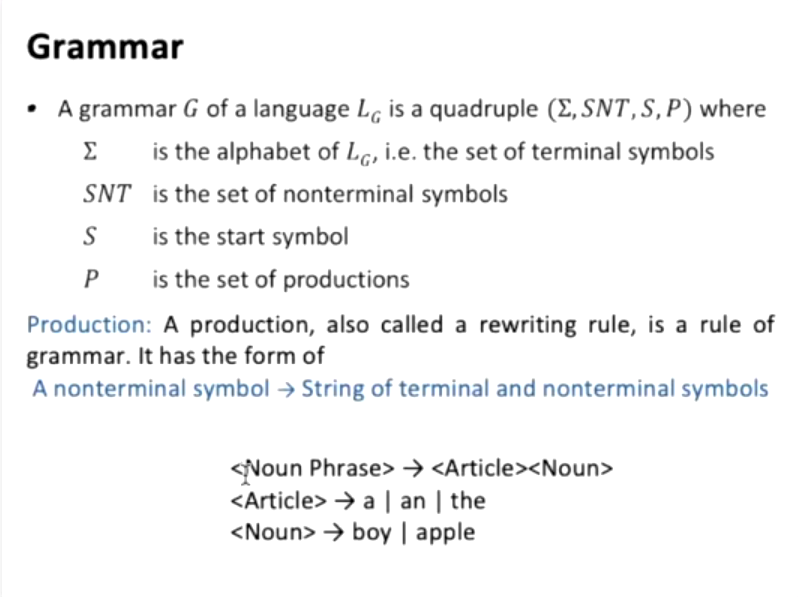 Grammar
• A grammar G of a language L_G is a quadruple (Σ, SNT, S, P) where
Σ is the alphabet of L_G, i.e. the set of terminal symbols
SNT is the set of nonterminal symbols
S is the start symbol
P is the set of productions
Production: A production, also called a rewriting rule, is a rule of
grammar. It has the form of
A nonterminal symbol → String of terminal and nonterminal symbols
<Noun Phrase> → <Article><Noun>
<Article> → a | an | the
<Noun> → boy | apple